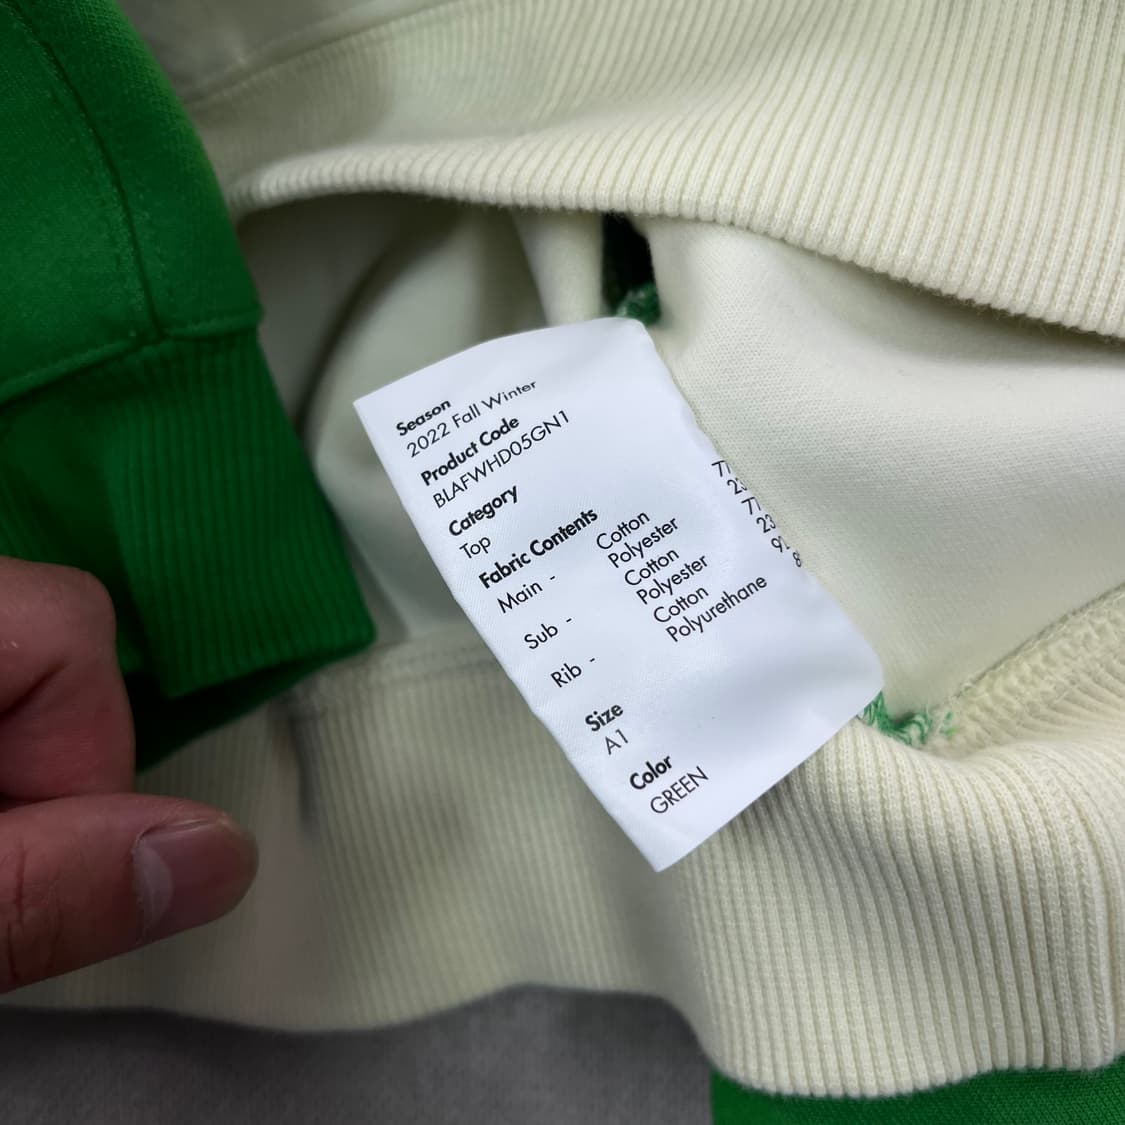 Season
2022 Fall Winter
Product Code
BLAFWHD05GN1
Category
Top
Fabric Contents
Main - Cotton
Polyester
Sub - Cotton
Polyester 23
Rib - Cotton
Polyurethane
Size
A1
Color
GREEN